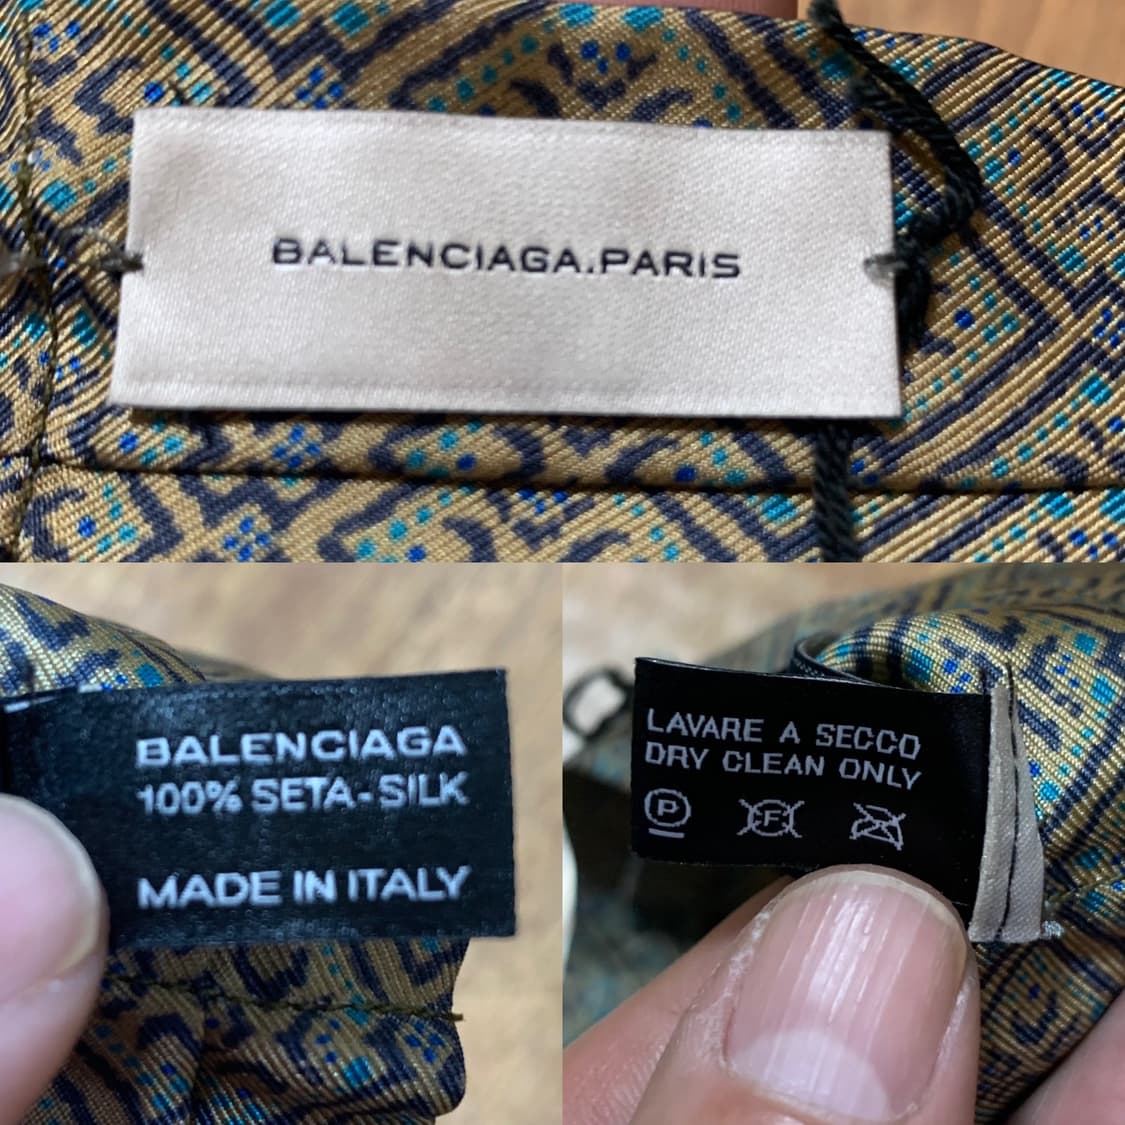 BALENCIAGA.PARIS
BALENCIAGA
100% SETA-SILK
MADE IN ITALY
LAVARE A SECCO
DRY CLEAN ONLY
P F